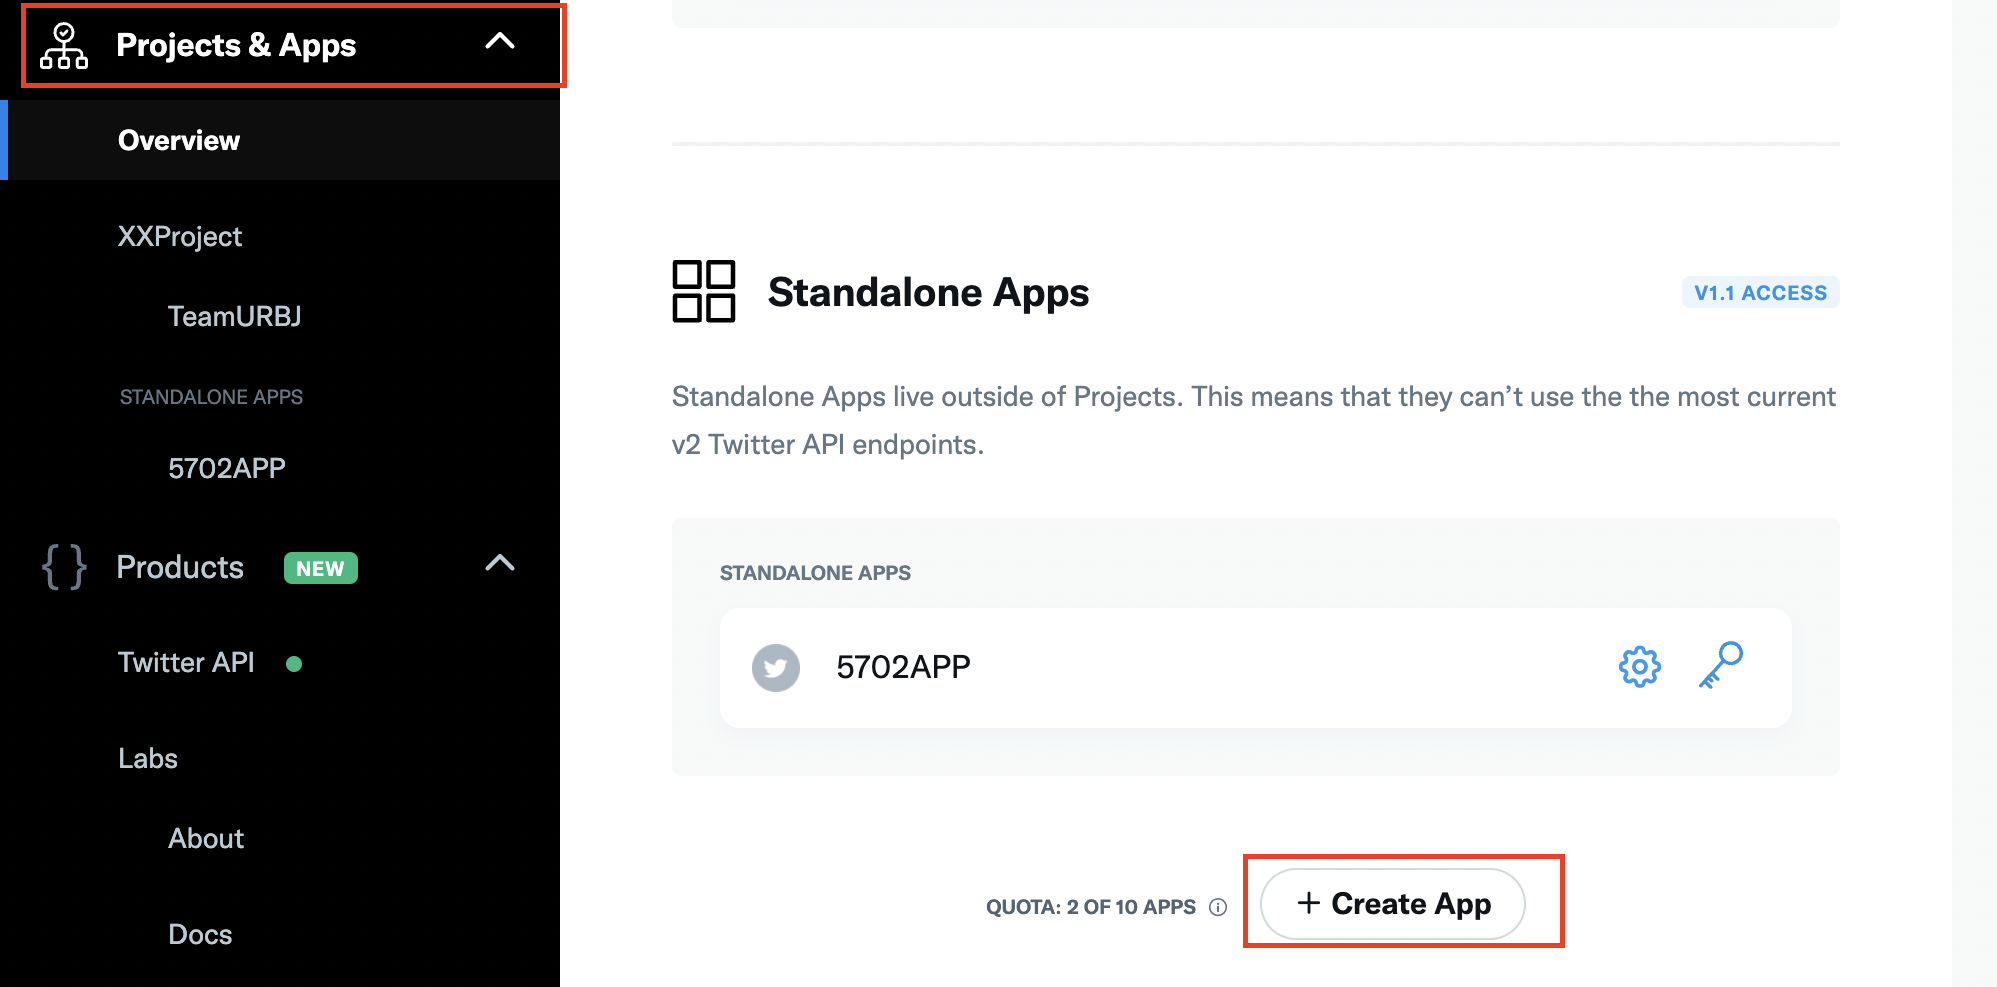 Projects & Apps
Overview
XXProject
TeamURBJ
STANDALONE APPS
5702APP
{ } Products NEW
Twitter API
Labs
About
Docs
Standalone Apps
V1.1 ACCESS
Standalone Apps live outside of Projects. This means that they can’t use the the most current
v2 Twitter API endpoints.
STANDALONE APPS
5702APP
QUOTA: 2 OF 10 APPS
+ Create App